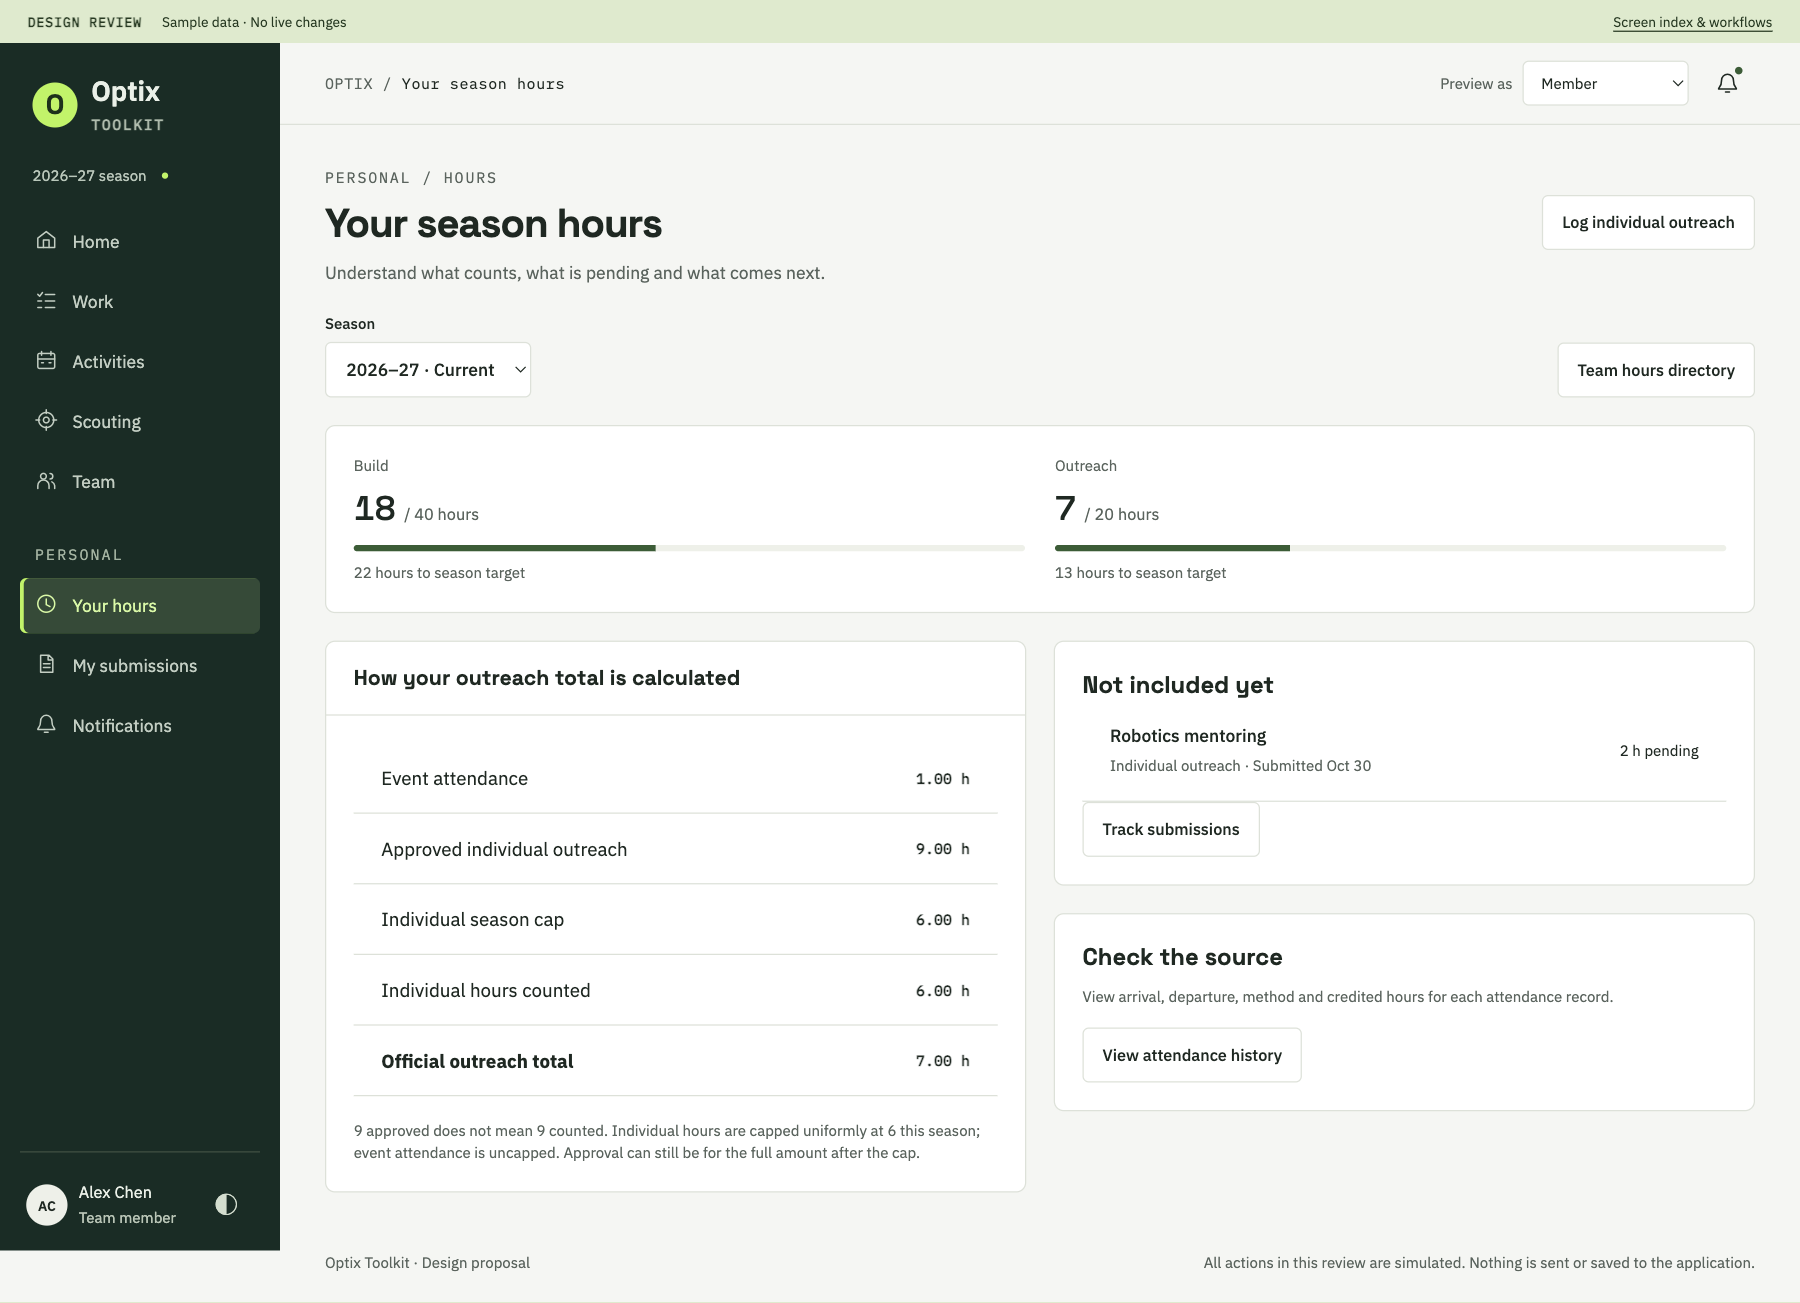 DESIGN REVIEW Sample data · No live changes
Screen index & workflows
O
Optix
TOOLKIT
2026–27 season
Home
Work
Activities
Scouting
Team
PERSONAL
Your hours
My submissions
Notifications
AC
Alex Chen
Team member
OPTIX / Your season hours
Preview as
Member
PERSONAL / HOURS
Your season hours
Understand what counts, what is pending and what comes next.
Log individual outreach
Season
2026–27 · Current
Team hours directory
Build
18 / 40 hours
22 hours to season target
Outreach
7 / 20 hours
13 hours to season target
How your outreach total is calculated
Event attendance 1.00 h
Approved individual outreach 9.00 h
Individual season cap 6.00 h
Individual hours counted 6.00 h
Official outreach total 7.00 h
9 approved does not mean 9 counted. Individual hours are capped uniformly at 6 this season;
event attendance is uncapped. Approval can still be for the full amount after the cap.
Not included yet
Robotics mentoring
Individual outreach · Submitted Oct 30
2 h pending
Track submissions
Check the source
View arrival, departure, method and credited hours for each attendance record.
View attendance history
Optix Toolkit · Design proposal
All actions in this review are simulated. Nothing is sent or saved to the application.